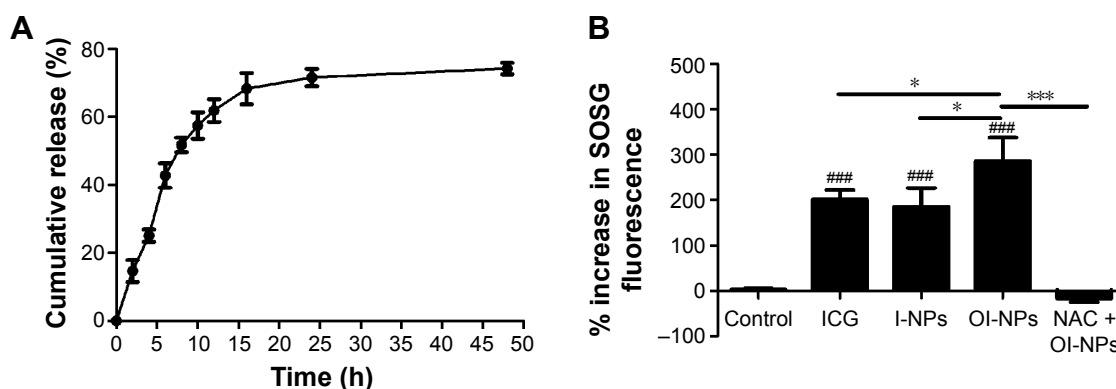 A
Cumulative release (%)
80
60
40
20
0
0 5 10 15 20 25 30 35 40 45 50
Time (h)
B
% increase in SOSG
fluorescence
500
400
300
200
100
0
–100
*
* ***
###
### ###
Control ICG I-NPs OI-NPs NAC +
OI-NPs